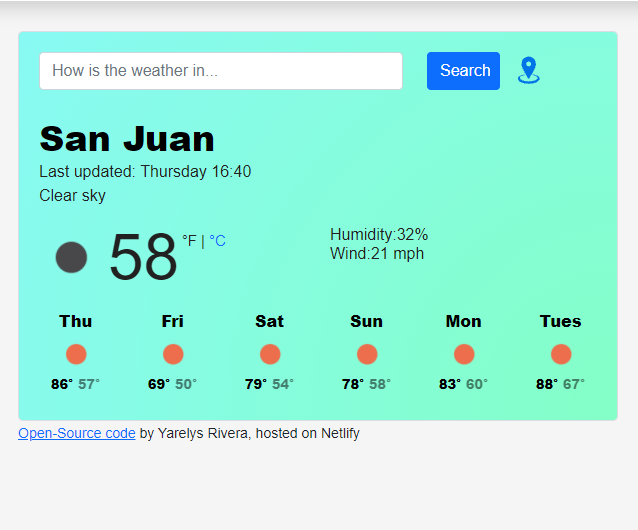 How is the weather in...
Search
San Juan
Last updated: Thursday 16:40
Clear sky
58 °F | °C
Humidity:32%
Wind:21 mph
Thu Fri Sat Sun Mon Tues
86° 57° 69° 50° 79° 54° 78° 58° 83° 60° 88° 67°
Open-Source code by Yarelys Rivera, hosted on Netlify